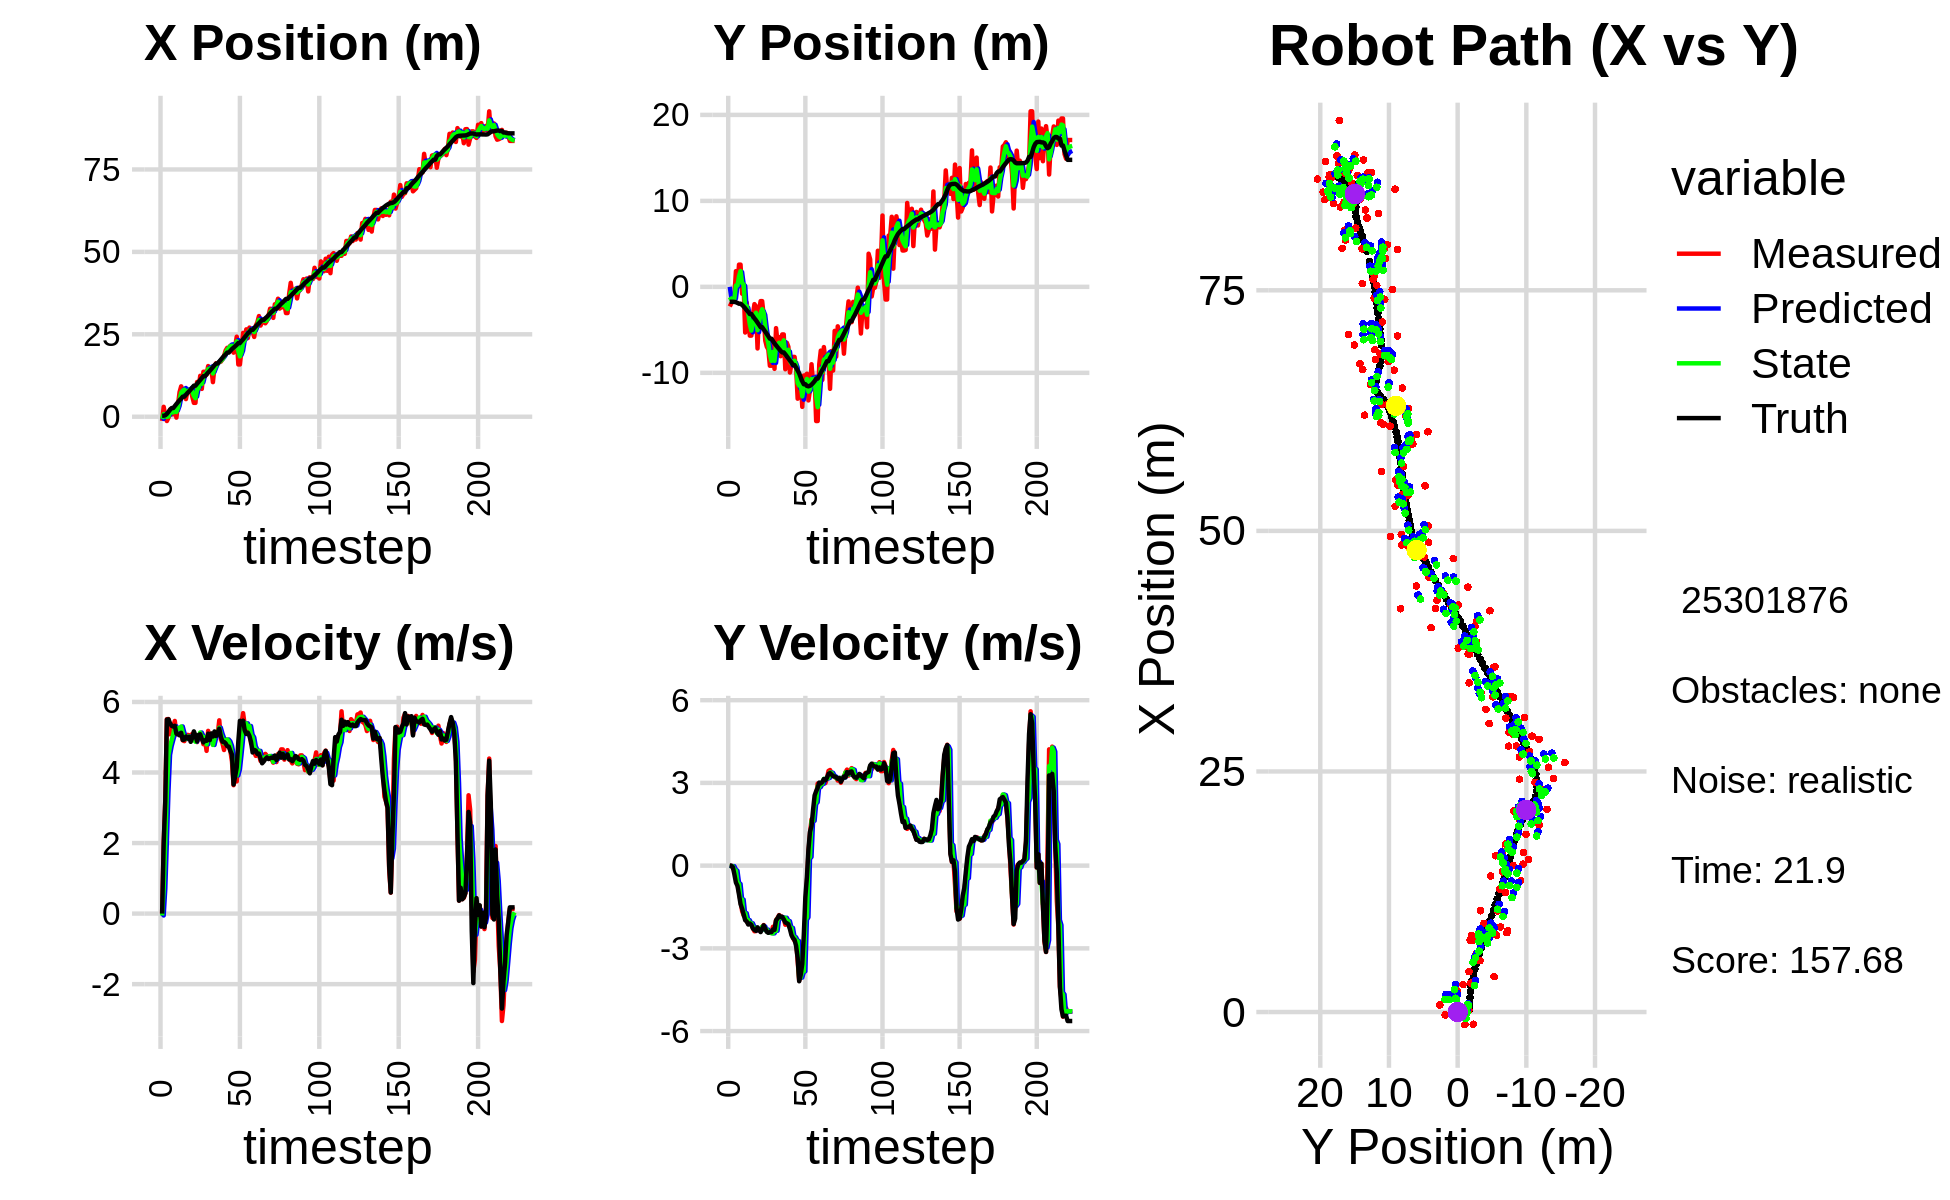 X Position (m)
75
50
25
0
0
50
100
150
200
timestep
Y Position (m)
20
10
0
-10
0
50
100
150
200
timestep
X Velocity (m/s)
6
4
2
0
-2
0
50
100
150
200
timestep
Y Velocity (m/s)
6
3
0
-3
-6
0
50
100
150
200
timestep
Robot Path (X vs Y)
X Position (m)
75
50
25
0
20 10 0 -10 -20
Y Position (m)
variable
Measured
Predicted
State
Truth
25301876
Obstacles: none
Noise: realistic
Time: 21.9
Score: 157.68